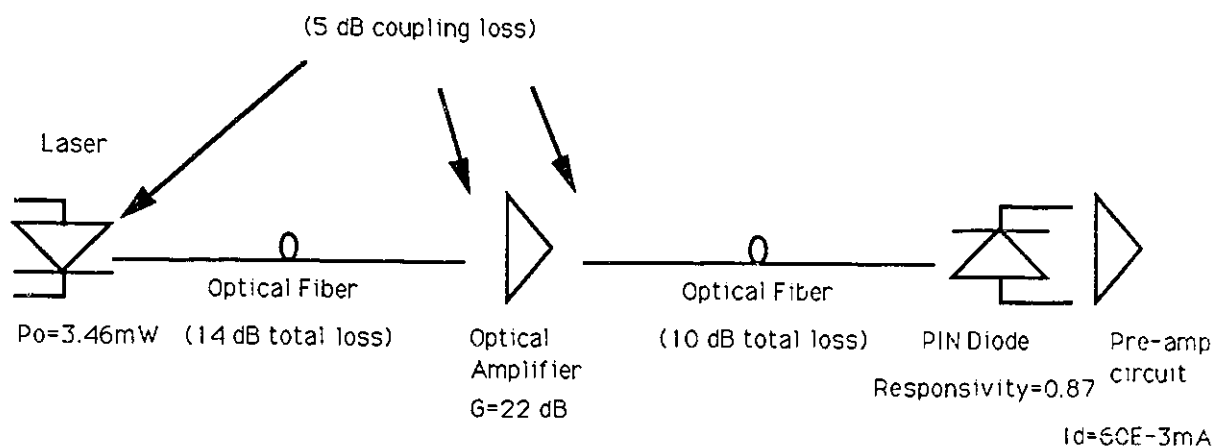 (5 dB coupling loss)
Laser
Optical Fiber
Optical Fiber
Po=3.46mW
(14 dB total loss)
Optical
Amplifier
G=22 dB
(10 dB total loss)
PIN Diode
Pre-amp
circuit
Responsivity=0.87